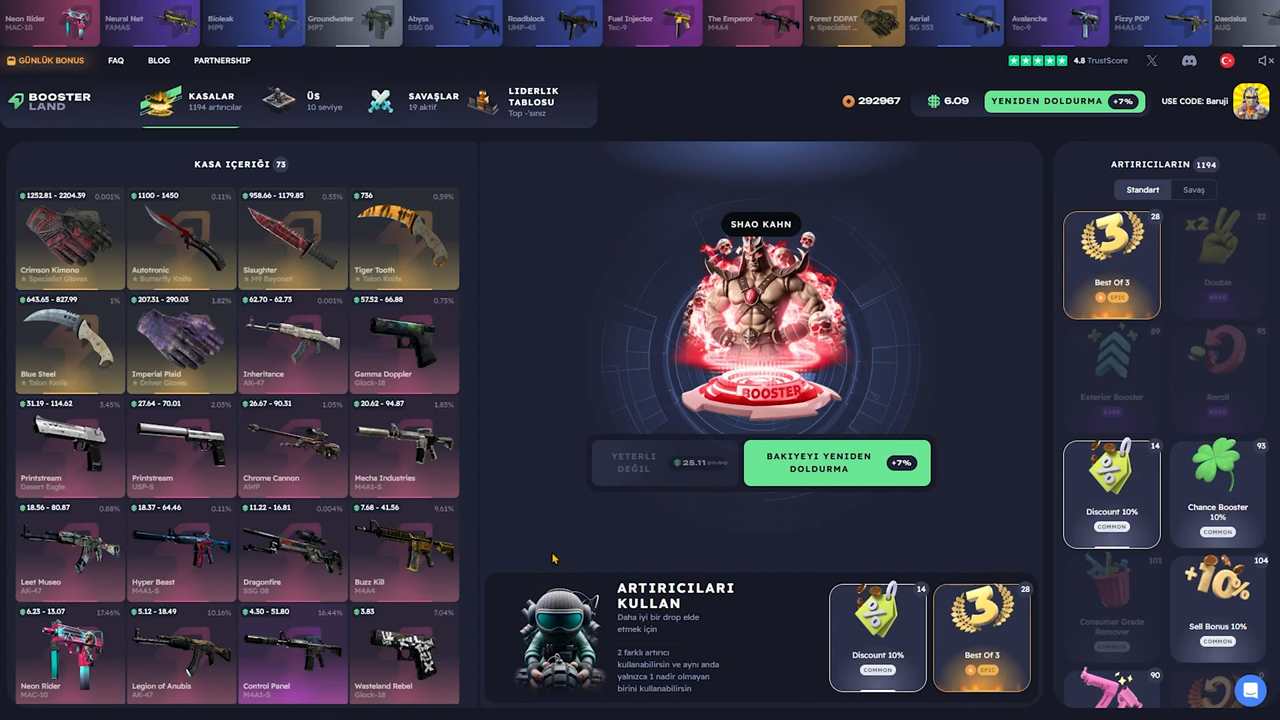 Neon Rider
MAC-10
Neural Net
FAMAS
Bioleak
MP9
Groundwater
MP7
Abyss
SSG 08
Roadblock
UMP-45
Fuel Injector
Tec-9
The Emperor
M4A4
Forest DDPAT
★ Specialist ...
Aerial
SG 553
Avalanche
Tec-9
Fizzy POP
M4A1-S
Daedalus
AUG
GÜNLÜK BONUS
FAQ
BLOG
PARTNERSHIP
4.8 TrustScore
BOOSTER
LAND
KASALAR
1194 artırıcılar
ÜS
10 seviye
SAVAŞLAR
19 aktif
LIDERLIK
TABLOSU
Top -'sınız
292967
6.09
YENIDEN DOLDURMA +7%
USE CODE: Baruji
KASA IÇERIĞI 73
1252.81 - 2204.39 0.001%
Crimson Kimono
★ Specialist Gloves
1100 - 1450 0.11%
Autotronic
★ Butterfly Knife
958.66 - 1179.85 0.53%
Slaughter
★ M9 Bayonet
736 0.59%
Tiger Tooth
★ Talon Knife
643.65 - 827.99 1%
Blue Steel
★ Talon Knife
207.31 - 290.03 1.82%
Imperial Plaid
★ Driver Gloves
62.70 - 62.73 0.001%
Inheritance
AK-47
57.52 - 66.88 0.73%
Gamma Doppler
Glock-18
31.19 - 114.62 3.45%
Printstream
Desert Eagle
27.64 - 70.01 2.03%
Printstream
USP-S
26.67 - 90.31 1.05%
Chrome Cannon
AWP
20.62 - 94.87 1.83%
Mecha Industries
M4A1-S
18.56 - 80.87 0.88%
Leet Museo
AK-47
18.37 - 64.46 0.11%
Hyper Beast
M4A1-S
11.22 - 16.81 0.004%
Dragonfire
SSG 08
7.68 - 41.56 9.61%
Buzz Kill
M4A4
6.23 - 13.07 17.46%
Neon Rider
MAC-10
5.12 - 18.49 10.16%
Legion of Anubis
AK-47
4.30 - 51.80 16.44%
Control Panel
M4A1-S
3.83 7.04%
Wasteland Rebel
Glock-18
SHAO KAHN
BOOSTER
YETERLI
DEĞIL
25.11
BAKIYEYI YENIDEN
DOLDURMA
+7%
ARTIRICILARI
KULLAN
Daha iyi bir drop elde
etmek için
2 farklı artırıcı
kullanabilirsin ve aynı anda
yalnızca 1 nadir olmayan
birini kullanabilirsin
14
Discount 10%
COMMON
28
3
Best Of 3
EPIC
ARTIRICILARIN 1194
Standart
Savaş
28
3
Best Of 3
EPIC
22
Double
RARE
89
Exterior Booster
RARE
93
Reroll
RARE
14
Discount 10%
COMMON
93
Chance Booster
10%
COMMON
101
Consumer Grade
Remover
COMMON
104
+10%
Sell Bonus 10%
COMMON
90